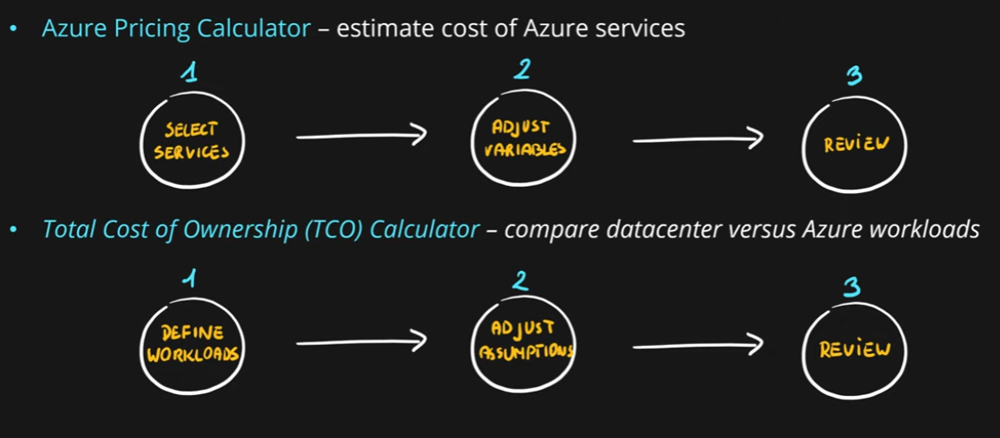 • Azure Pricing Calculator – estimate cost of Azure services
1 2 3
SELECT SERVICES
ADJUST VARIABLES
REVIEW
• Total Cost of Ownership (TCO) Calculator – compare datacenter versus Azure workloads
1 2 3
DEFINE WORKLOADS
ADJUST ASSUMPTIONS
REVIEW